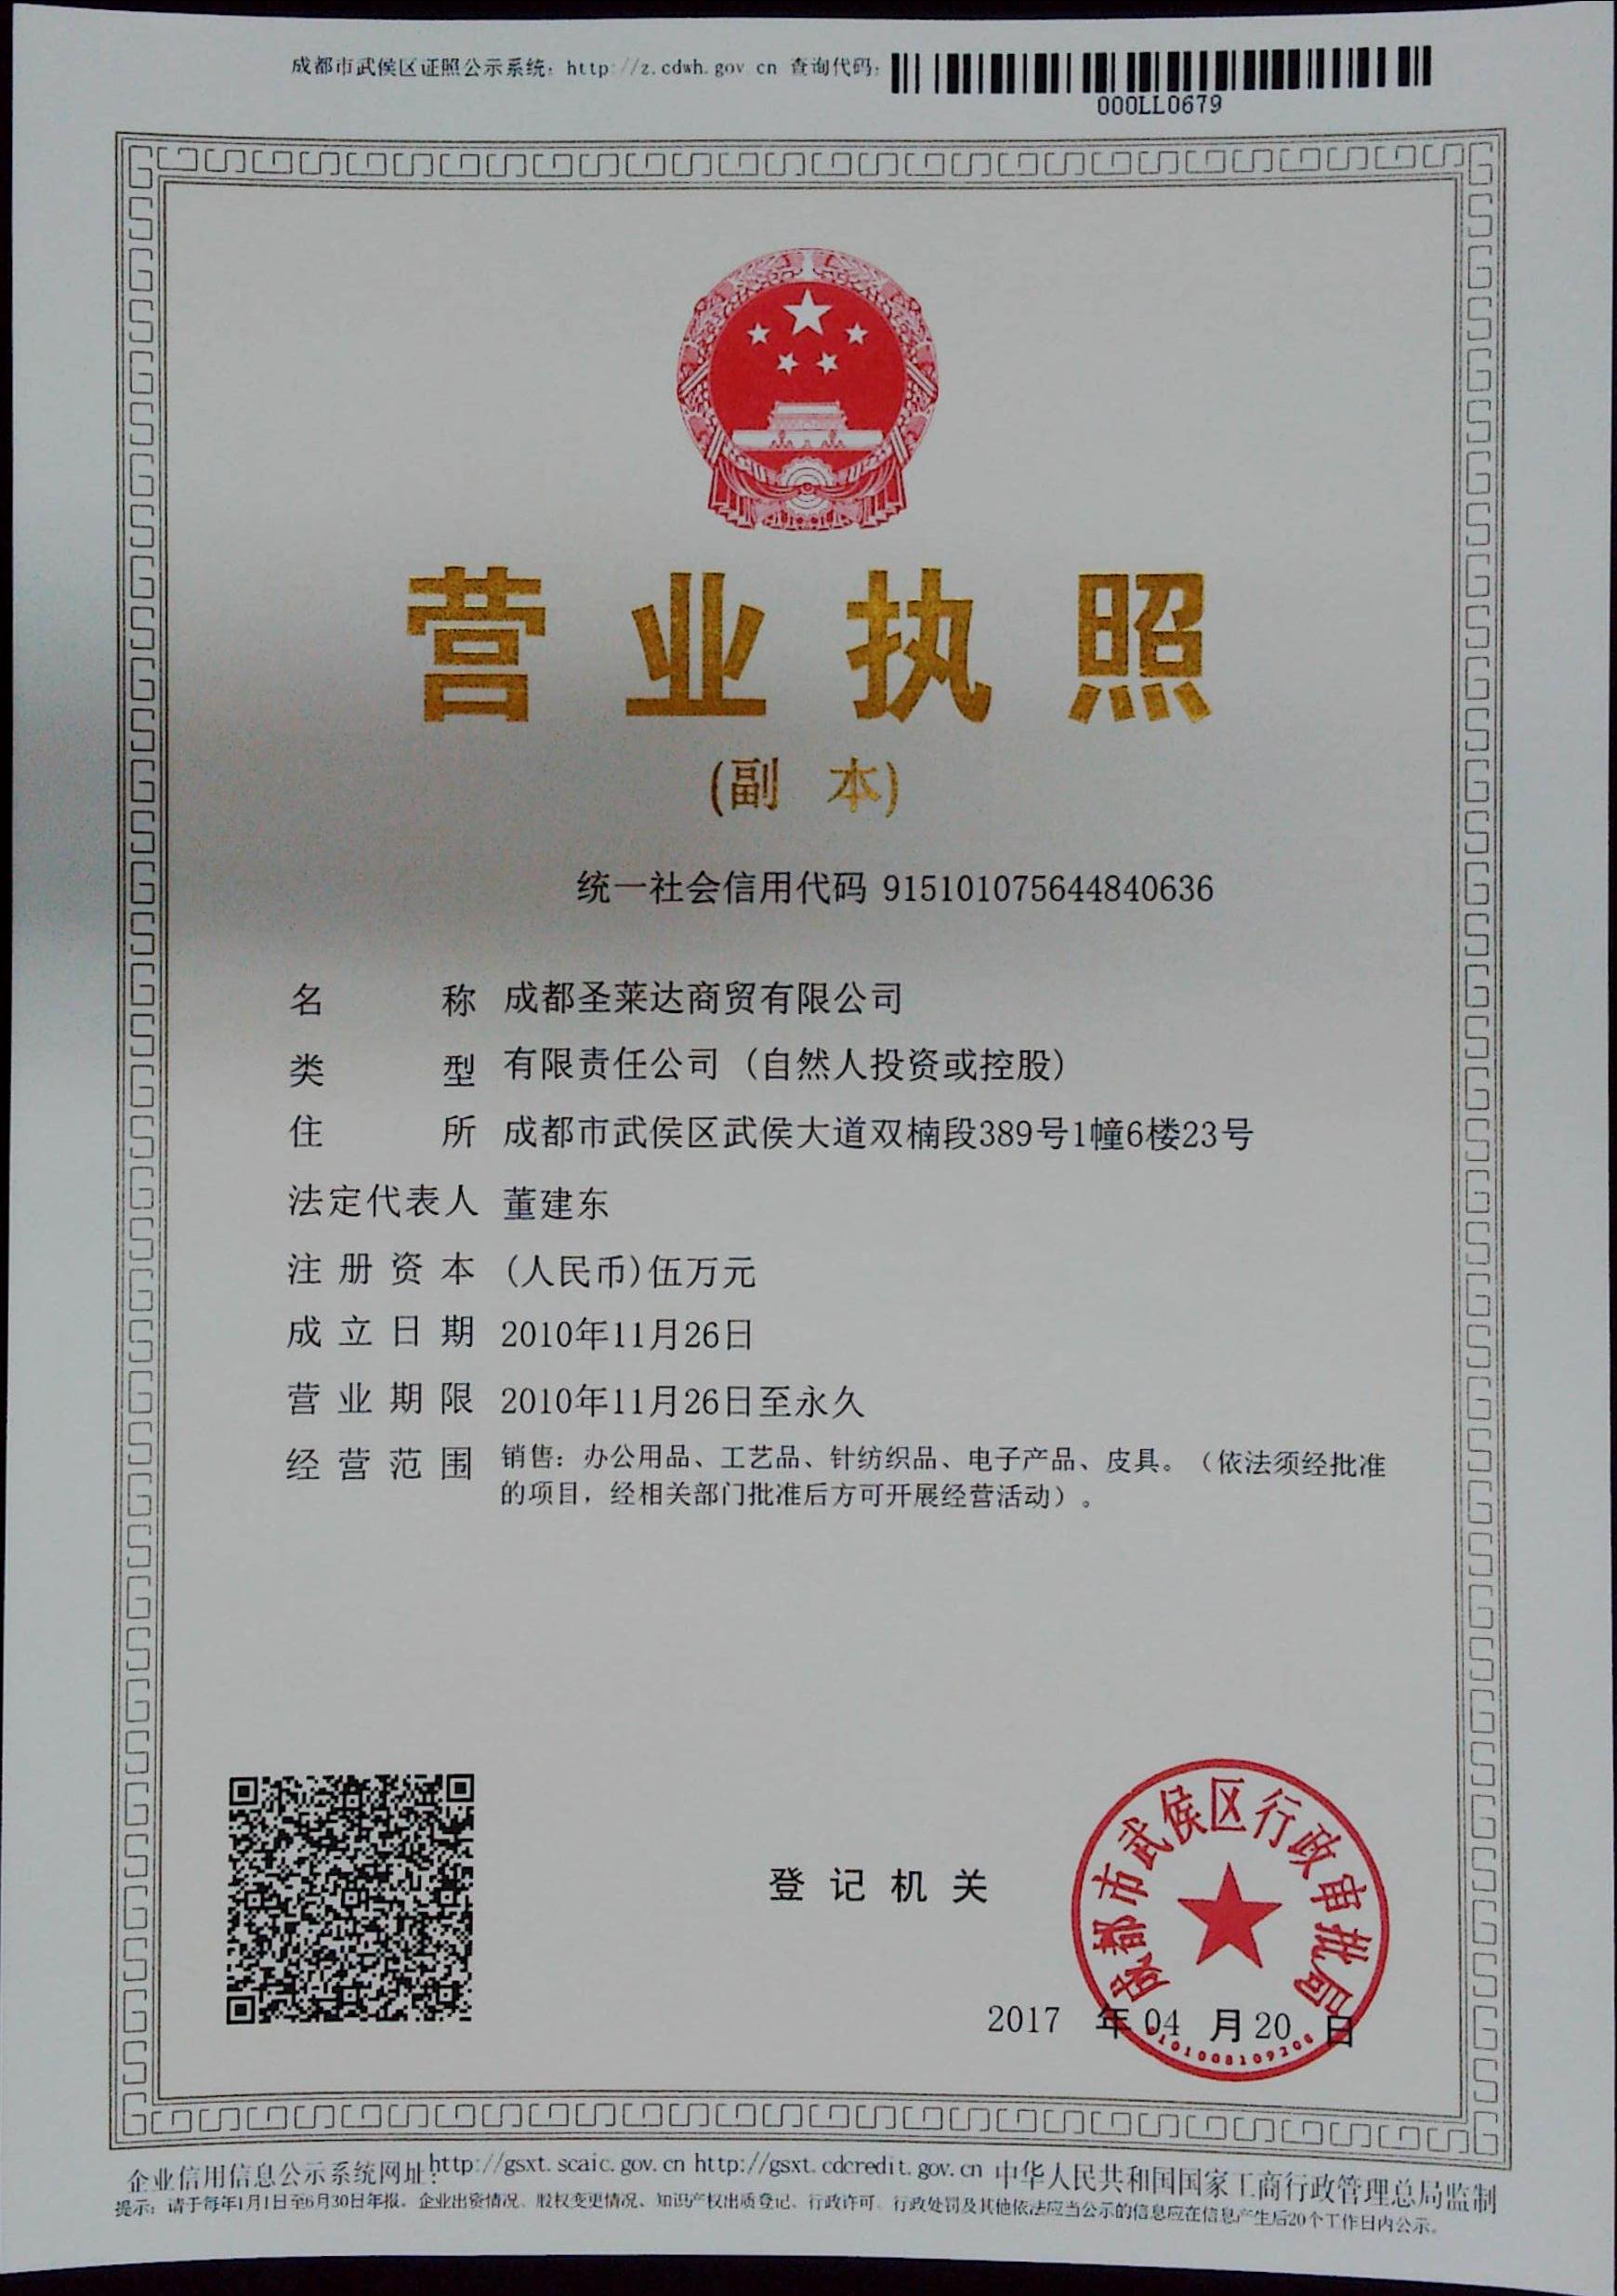 成都市武侯区证照公示系统：http://z.cdwh.gov.cn 查询代码：
000LL0679
营业执照
(副 本)
统一社会信用代码 915101075644840636
名 称 成都圣莱达商贸有限公司
类 型 有限责任公司（自然人投资或控股）
住 所 成都市武侯区武侯大道双楠段389号1幢6楼23号
法定代表人 董建东
注册资本 (人民币)伍万元
成立日期 2010年11月26日
营业期限 2010年11月26日至永久
经营范围 销售：办公用品、工艺品、针纺织品、电子产品、皮具。（依法须经批准
的项目，经相关部门批准后方可开展经营活动）。
成都市武侯区行政审批局
登记机关
2017 年 04 月 20 日
企业信用信息公示系统网址：http://gsxt.scaic.gov.cn http://gsxt.cdcredit.gov.cn 中华人民共和国国家工商行政管理总局监制
提示：请于每年1月1日至6月30日年报。企业出资情况、股权变更情况、知识产权出质登记、行政许可、行政处罚及其他依法应当公示的信息应在信息产生后20个工作日内公示。